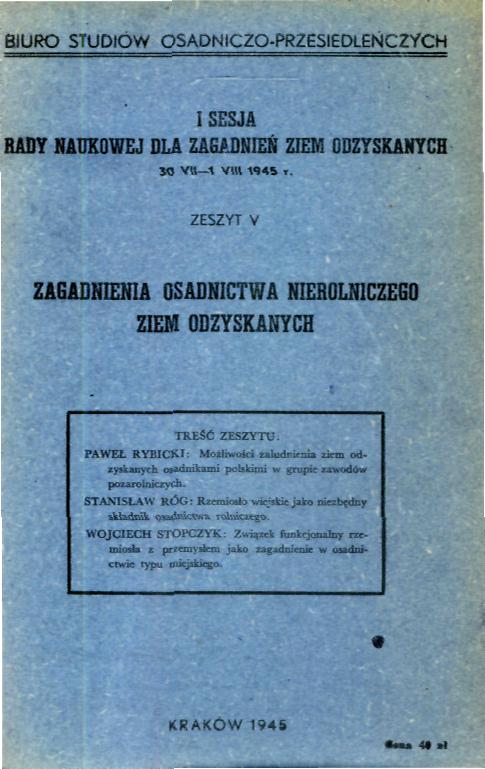 BIURO STUDIÓW OSADNICZO-PRZESIEDLEŃCZYCH
I SESJA
RADY NAUKOWEJ DLA ZAGADNIEŃ ZIEM ODZYSKANYCH
30 VII—1 VIII 1945 r.
ZESZYT V
ZAGADNIENIA OSADNICTWA NIEROLNICZEGO
ZIEM ODZYSKANYCH
TREŚĆ ZESZYTU:
PAWEŁ RYBICKI: Możliwości zaludnienia ziem od-
zyskanych osadnikami polskimi w grupie zawodów
pozarolniczych.
STANISŁAW RÓG: Rzemiosło wiejskie jako niezbędny
składnik osadnictwa rolniczego.
WOJCIECH STOPCZYK: Związek funkcjonalny rze-
miosła z przemysłem jako zagadnienie w osadni-
ctwie typu miejskiego.
KRAKÓW 1945
Cena 40 zł